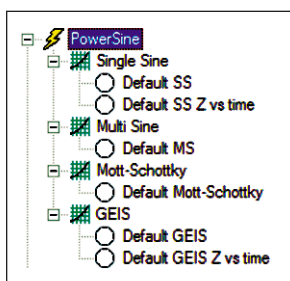 PowerSine
Single Sine
Default SS
Default SS Z vs time
Multi Sine
Default MS
Mott-Schottky
Default Mott-Schottky
GEIS
Default GEIS
Default GEIS Z vs time